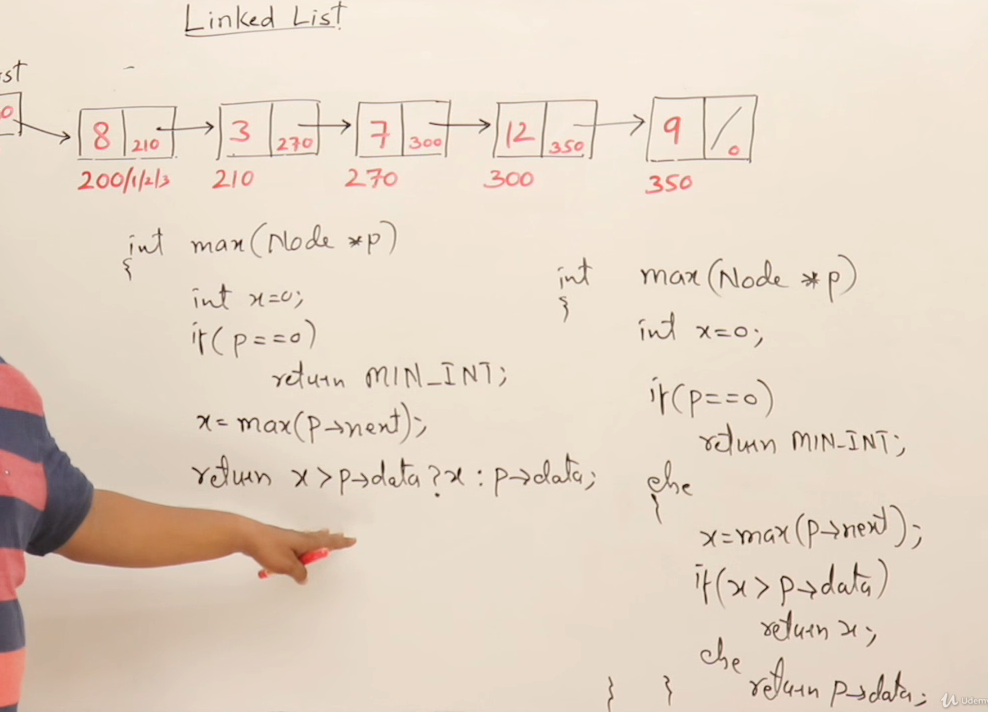 Linked List
st
0
8 210 3 270 7 300 12 350 9 0
200/1/2/3 210 270 300 350
int max(Node *p)
{
int x=0;
if(p==0)
return MIN_INT;
x=max(p→next);
return x>p→data?x:p→data;
int max(Node *p)
{
int x=0;
if(p==0)
return MIN_INT;
else
{
x=max(p→next);
if(x>p→data)
return x;
else
return p→data;
} }
Udem